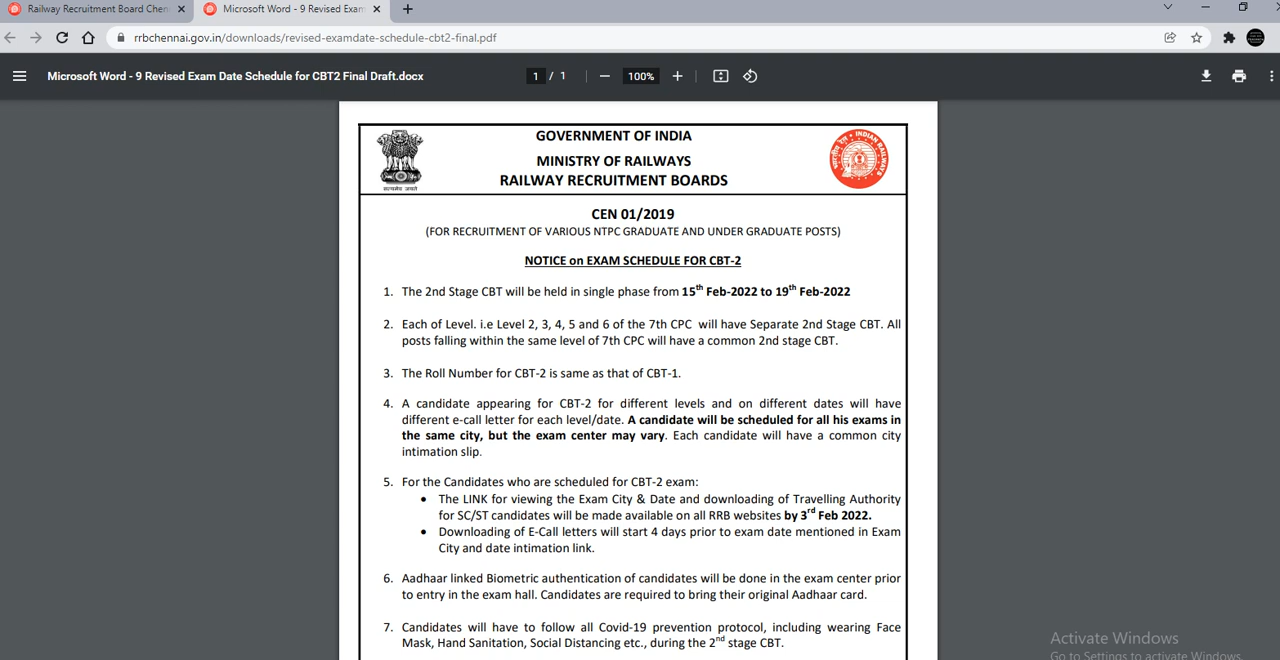 Railway Recruitment Board Chen
Microsoft Word - 9 Revised Exam
rrbchennai.gov.in/downloads/revised-examdate-schedule-cbt2-final.pdf
Microsoft Word - 9 Revised Exam Date Schedule for CBT2 Final Draft.docx
1 / 1
100%
GOVERNMENT OF INDIA
MINISTRY OF RAILWAYS
RAILWAY RECRUITMENT BOARDS
सत्यमेव जयते
INDIAN RAILWAYS
CEN 01/2019
(FOR RECRUITMENT OF VARIOUS NTPC GRADUATE AND UNDER GRADUATE POSTS)
NOTICE on EXAM SCHEDULE FOR CBT-2
1. The 2nd Stage CBT will be held in single phase from 15th Feb-2022 to 19th Feb-2022
2. Each of Level. i.e Level 2, 3, 4, 5 and 6 of the 7th CPC will have Separate 2nd Stage CBT. All
posts falling within the same level of 7th CPC will have a common 2nd stage CBT.
3. The Roll Number for CBT-2 is same as that of CBT-1.
4. A candidate appearing for CBT-2 for different levels and on different dates will have
different e-call letter for each level/date. A candidate will be scheduled for all his exams in
the same city, but the exam center may vary. Each candidate will have a common city
intimation slip.
5. For the Candidates who are scheduled for CBT-2 exam:
• The LINK for viewing the Exam City & Date and downloading of Travelling Authority
for SC/ST candidates will be made available on all RRB websites by 3rd Feb 2022.
• Downloading of E-Call letters will start 4 days prior to exam date mentioned in Exam
City and date intimation link.
6. Aadhaar linked Biometric authentication of candidates will be done in the exam center prior
to entry in the exam hall. Candidates are required to bring their original Aadhaar card.
7. Candidates will have to follow all Covid-19 prevention protocol, including wearing Face
Mask, Hand Sanitation, Social Distancing etc., during the 2nd stage CBT.
Activate Windows
Go to Settings to activate Windows.